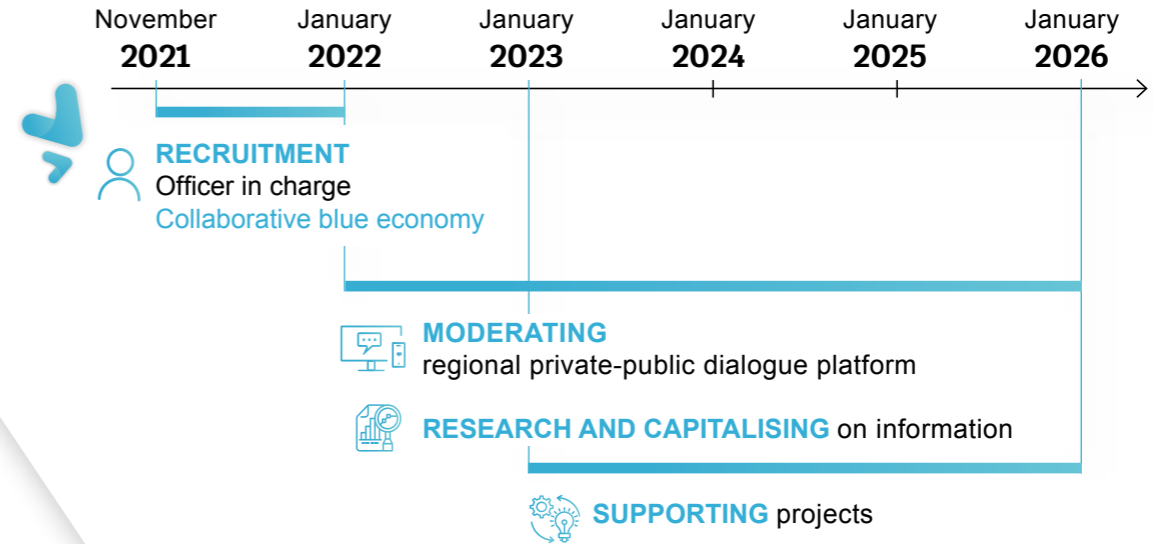 November January January January January January
2021 2022 2023 2024 2025 2026
RECRUITMENT
Officer in charge
Collaborative blue economy
MODERATING
regional private-public dialogue platform
RESEARCH AND CAPITALISING on information
SUPPORTING projects